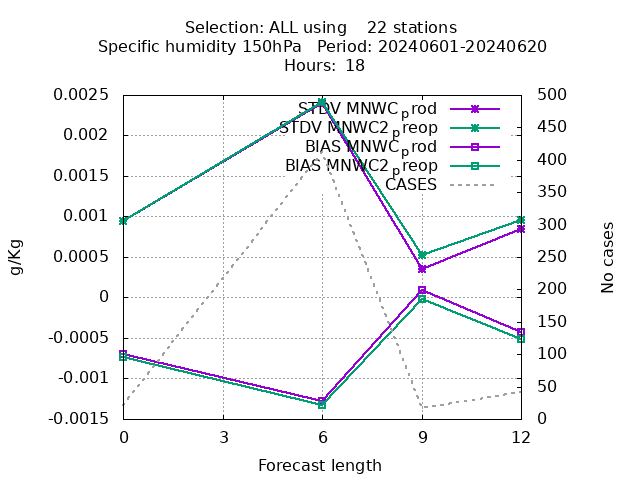 Selection: ALL using    22 stations
Specific humidity 150hPa   Period: 20240601-20240620
Hours: 18
0.0025
0.002
0.0015
0.001
0.0005
0
-0.0005
-0.001
-0.0015
g/Kg
STDV MNWC_prod
STDV MNWC2_preop
BIAS MNWC_prod
BIAS MNWC2_preop
CASES
500
450
400
350
300
250
200
150
100
50
0
No cases
0 3 6 9 12
Forecast length